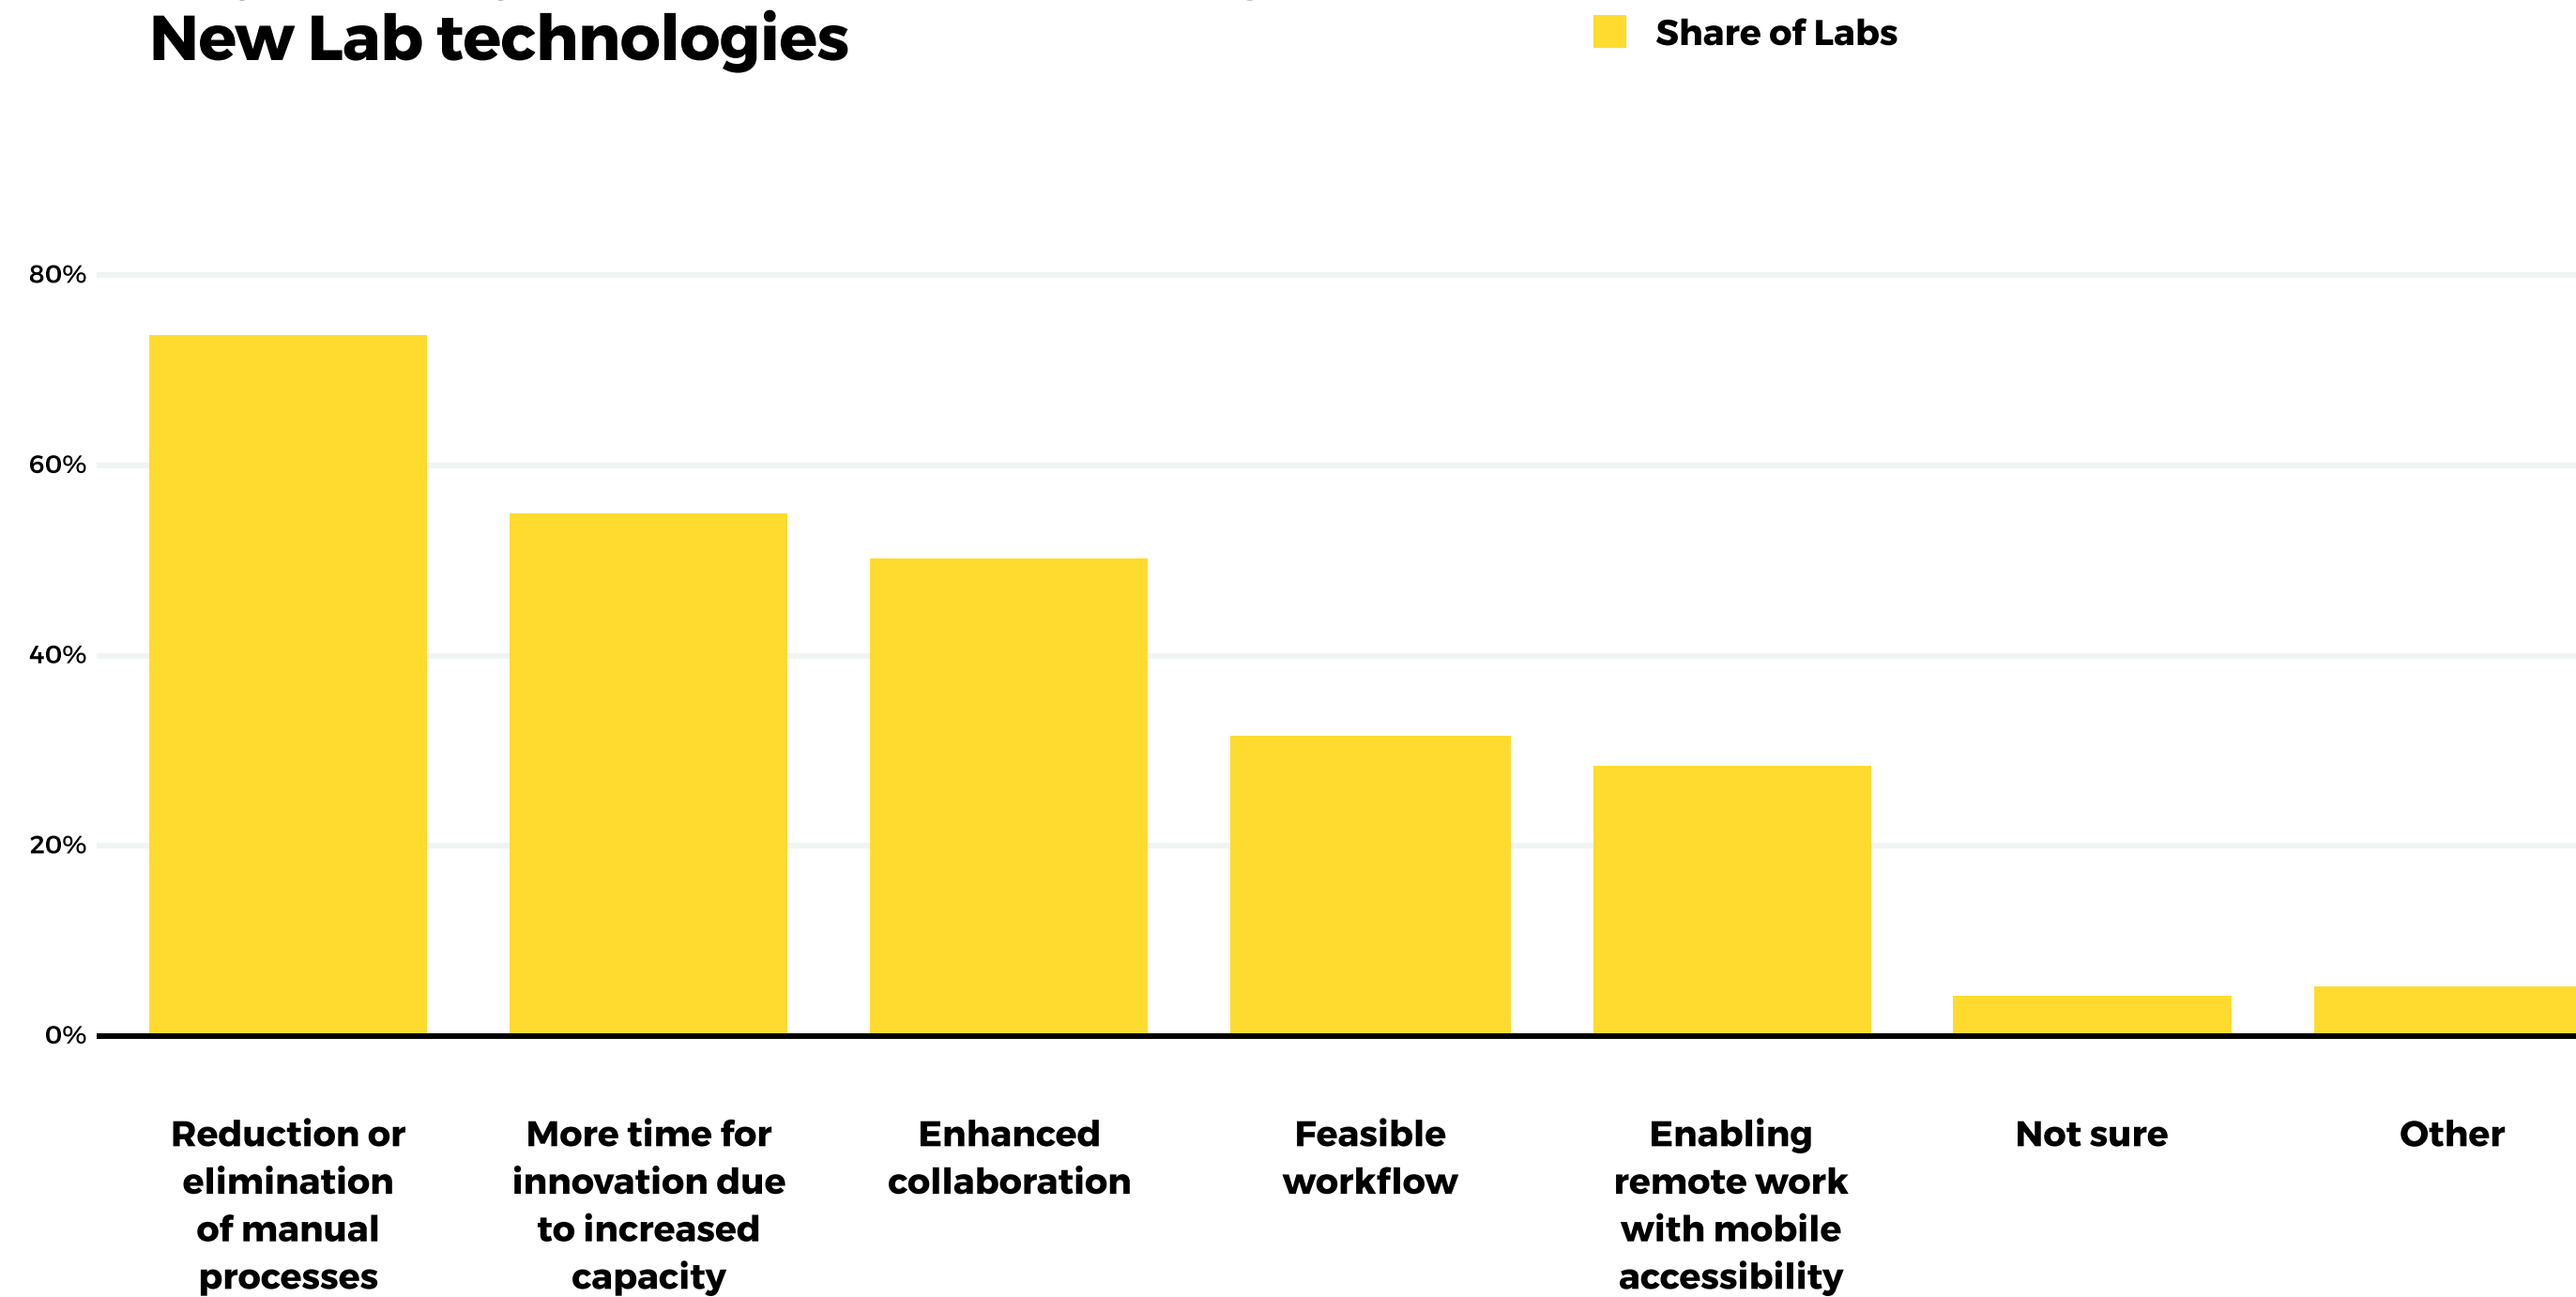 New Lab technologies
Share of Labs
80%
60%
40%
20%
0%
Reduction or
elimination
of manual
processes
More time for
innovation due
to increased
capacity
Enhanced
collaboration
Feasible
workflow
Enabling
remote work
with mobile
accessibility
Not sure
Other